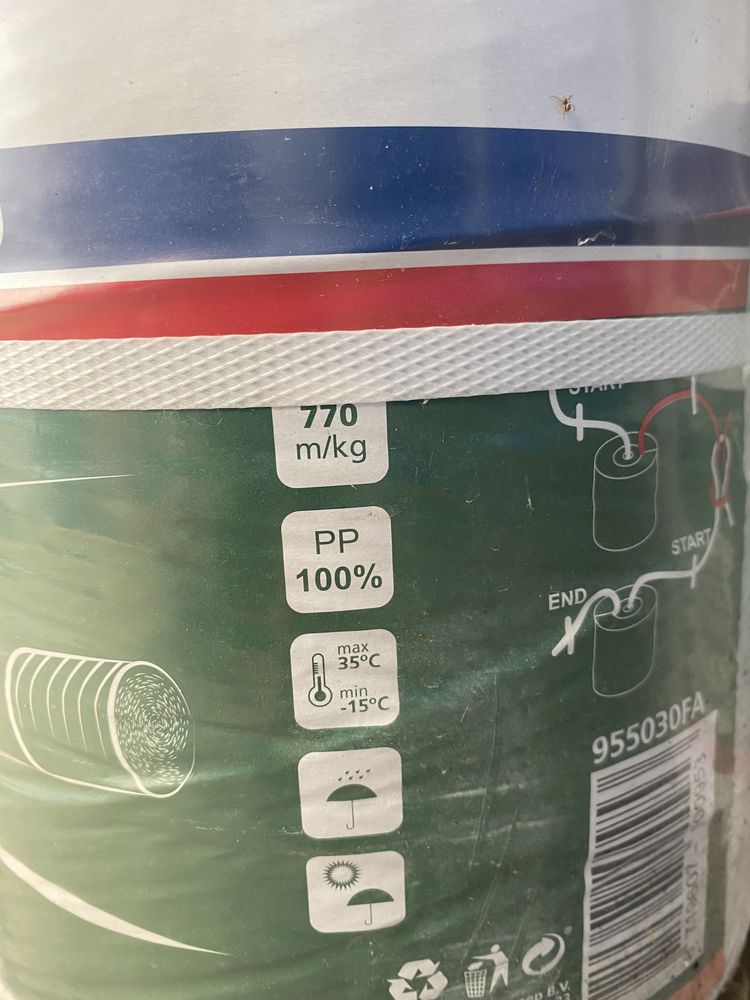 770
m/kg
PP
100%
max
35°C
min
-15°C
START
START
END
955030FA
B.V.